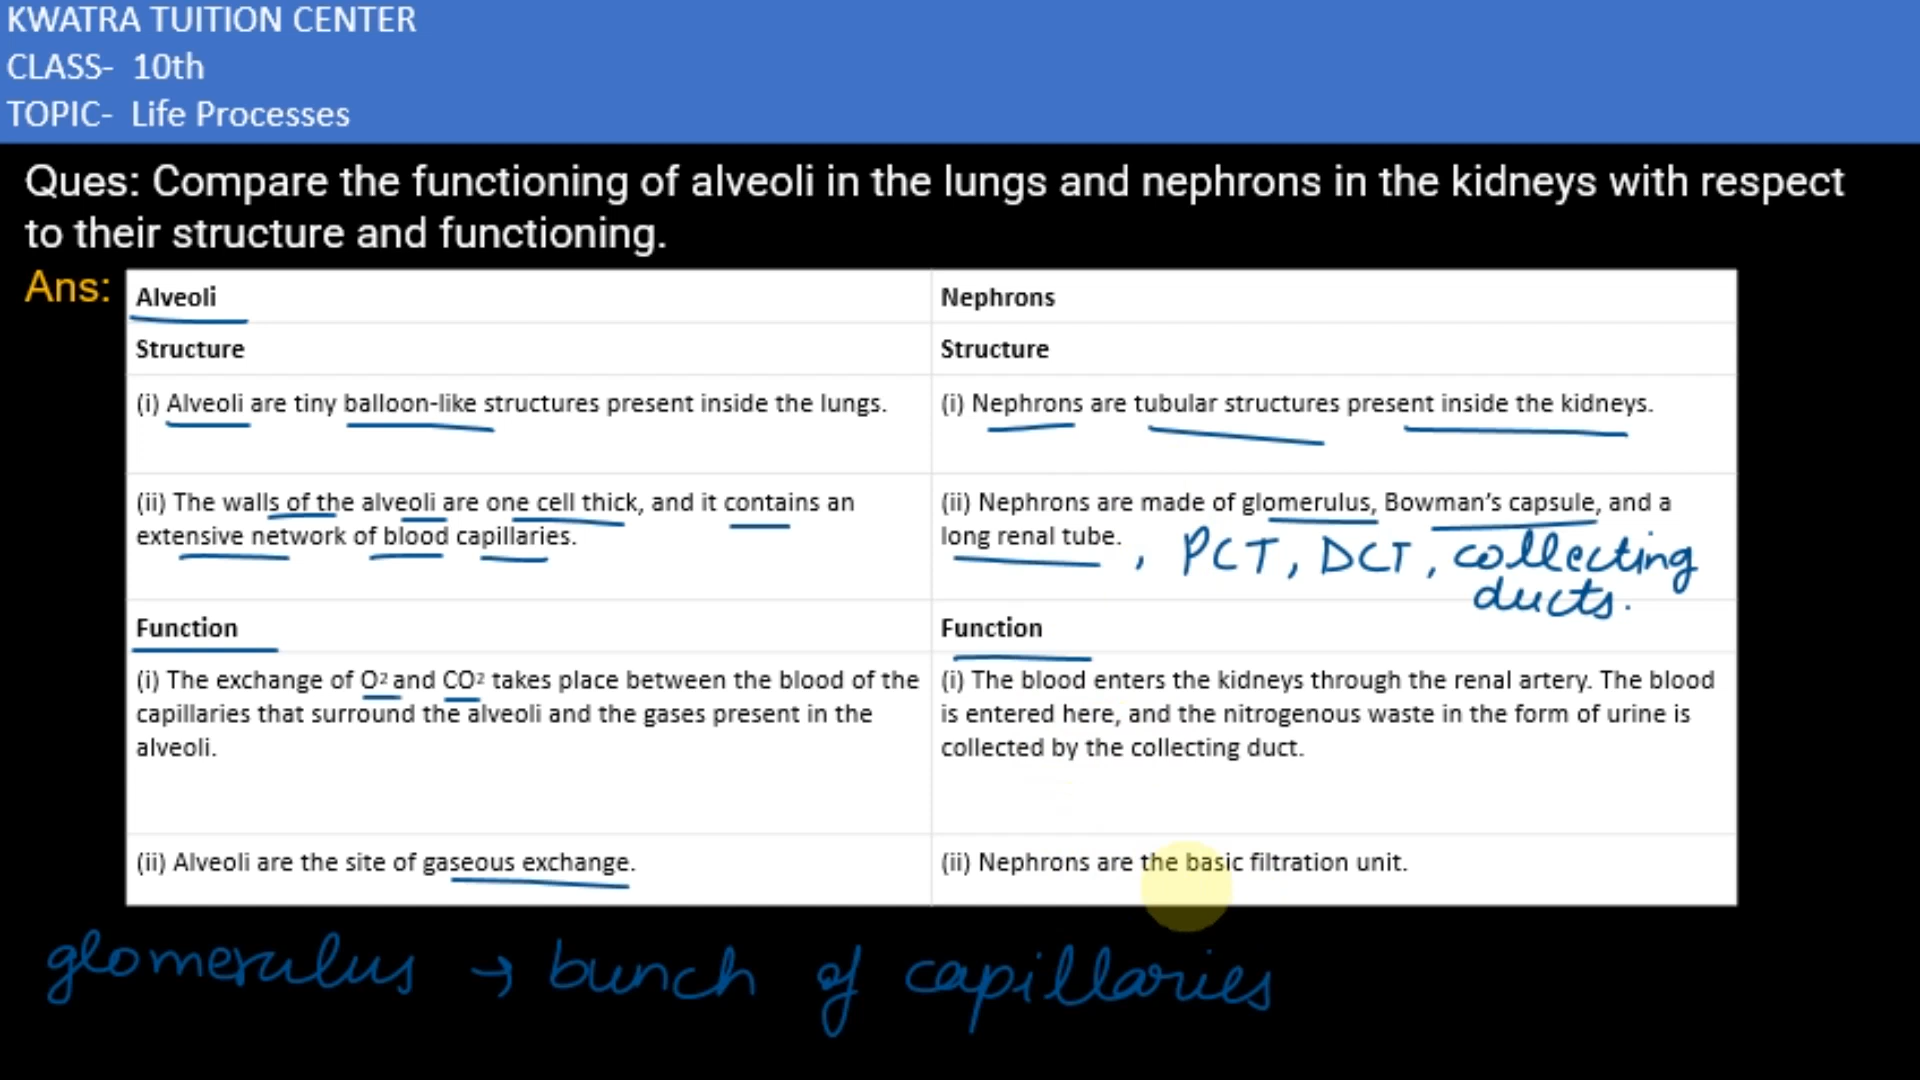 KWATRA TUITION CENTER
CLASS- 10th
TOPIC- Life Processes
Ques: Compare the functioning of alveoli in the lungs and nephrons in the kidneys with respect
to their structure and functioning.
Ans:
Alveoli
Nephrons
Structure
Structure
(i) Alveoli are tiny balloon-like structures present inside the lungs.
(i) Nephrons are tubular structures present inside the kidneys.
(ii) The walls of the alveoli are one cell thick, and it contains an
extensive network of blood capillaries.
(ii) Nephrons are made of glomerulus, Bowman’s capsule, and a
long renal tube.
, PCT, DCT, collecting
ducts.
Function
Function
(i) The exchange of O² and CO² takes place between the blood of the
capillaries that surround the alveoli and the gases present in the
alveoli.
(i) The blood enters the kidneys through the renal artery. The blood
is entered here, and the nitrogenous waste in the form of urine is
collected by the collecting duct.
(ii) Alveoli are the site of gaseous exchange.
(ii) Nephrons are the basic filtration unit.
glomerulus → bunch of capillaries